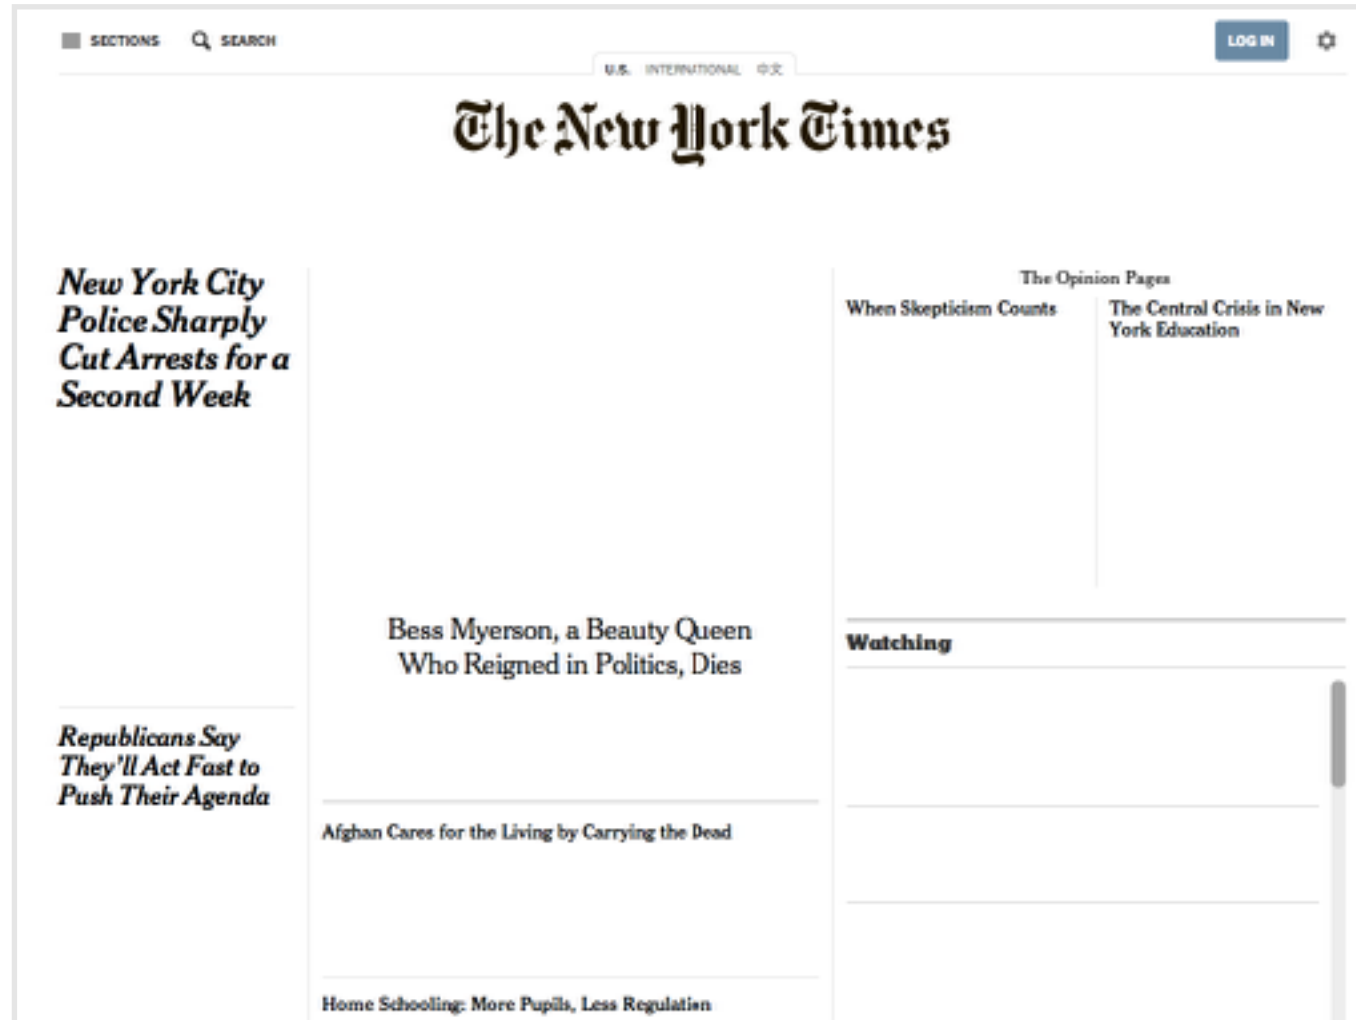 SECTIONS SEARCH
LOG IN
U.S. INTERNATIONAL 中文
The New York Times
New York City
Police Sharply
Cut Arrests for a
Second Week
Republicans Say
They'll Act Fast to
Push Their Agenda
Bess Myerson, a Beauty Queen
Who Reigned in Politics, Dies
Afghan Cares for the Living by Carrying the Dead
Home Schooling: More Pupils, Less Regulation
The Opinion Pages
When Skepticism Counts
The Central Crisis in New
York Education
Watching